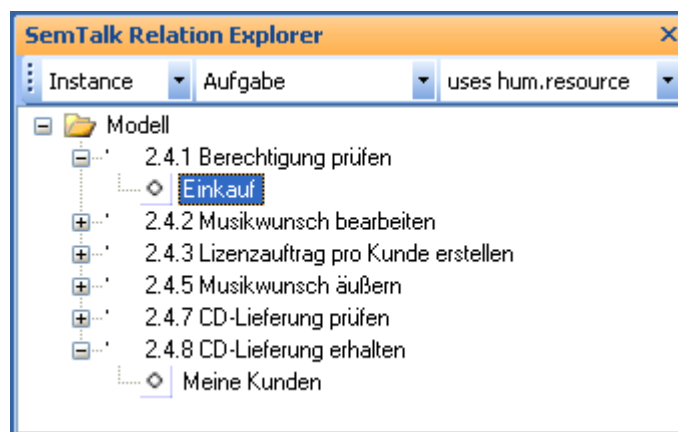 SemTalk Relation Explorer
Instance Aufgabe uses hum.resource
Modell
2.4.1 Berechtigung prüfen
Einkauf
2.4.2 Musikwunsch bearbeiten
2.4.3 Lizenzauftrag pro Kunde erstellen
2.4.5 Musikwunsch äußern
2.4.7 CD-Lieferung prüfen
2.4.8 CD-Lieferung erhalten
Meine Kunden